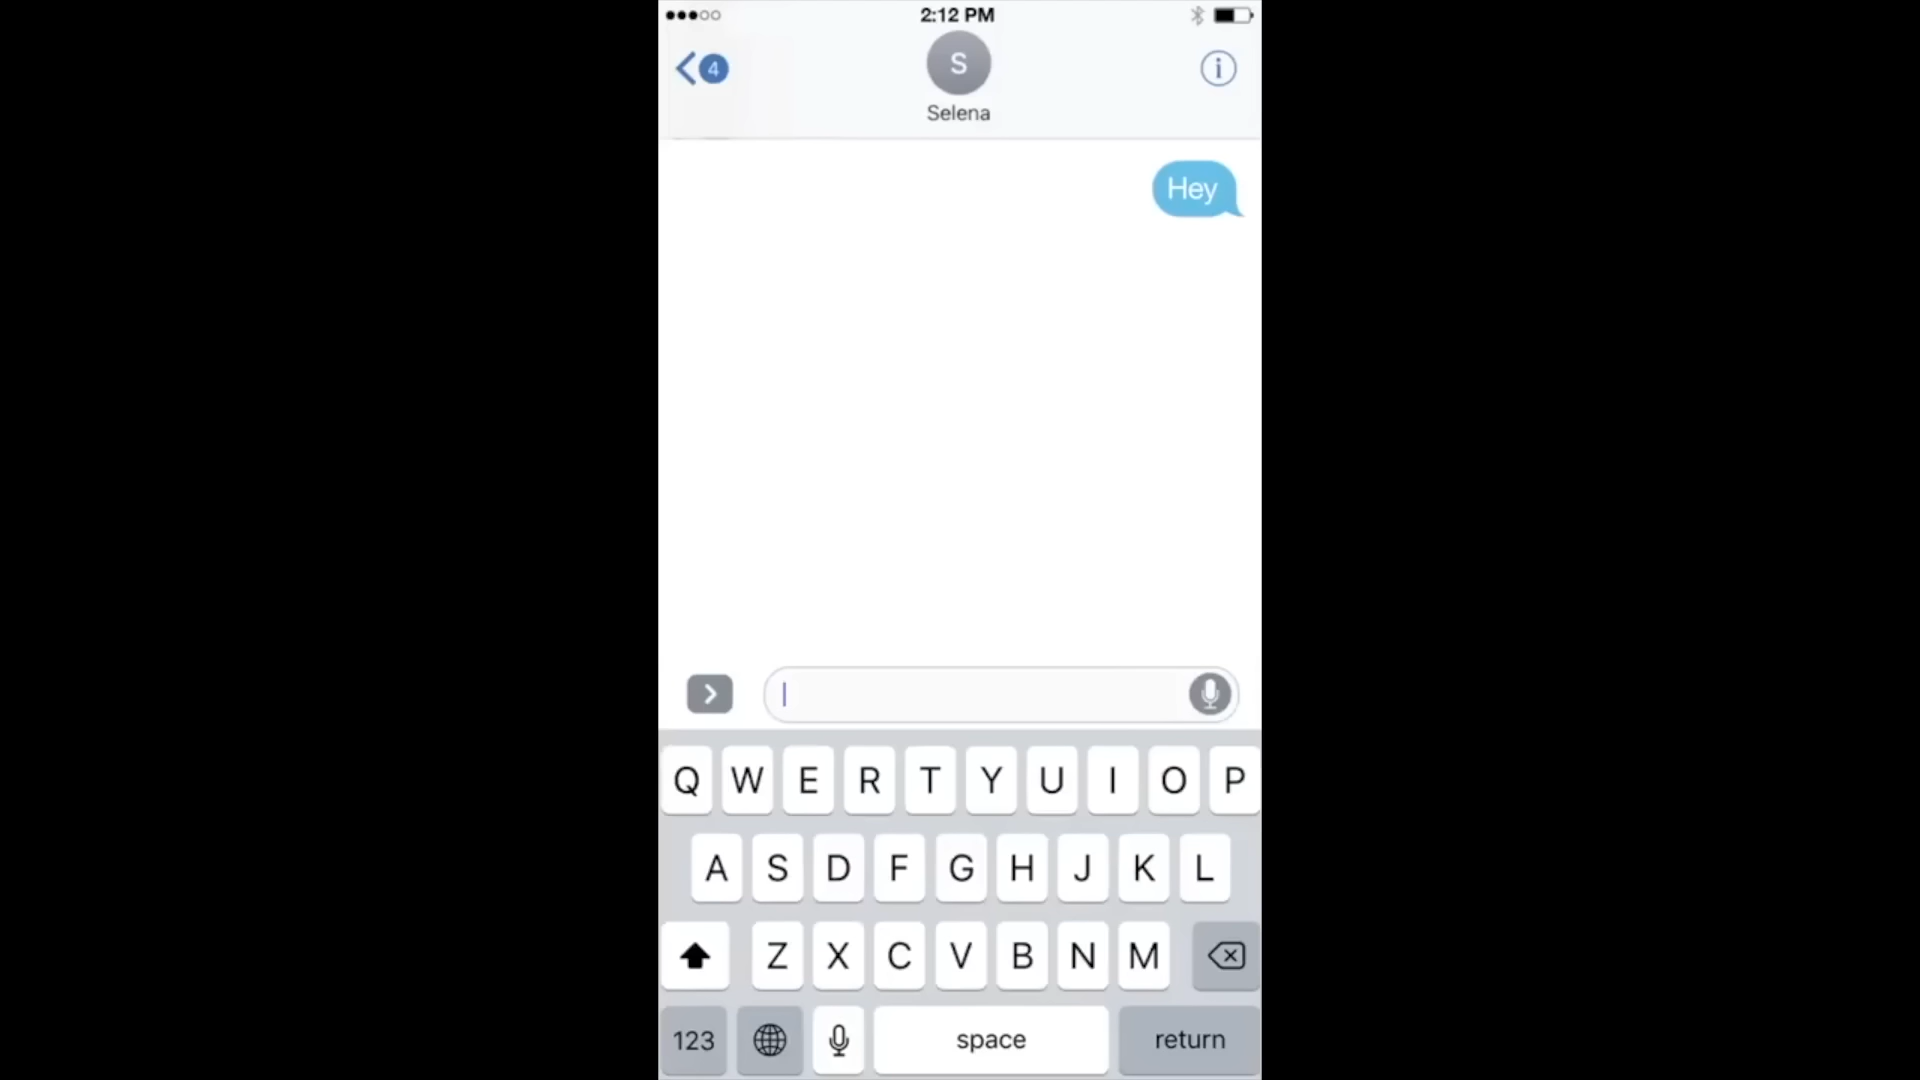 2:12 PM
4
S
Selena
Hey
Q W E R T Y U I O P
A S D F G H J K L
Z X C V B N M
123 space return